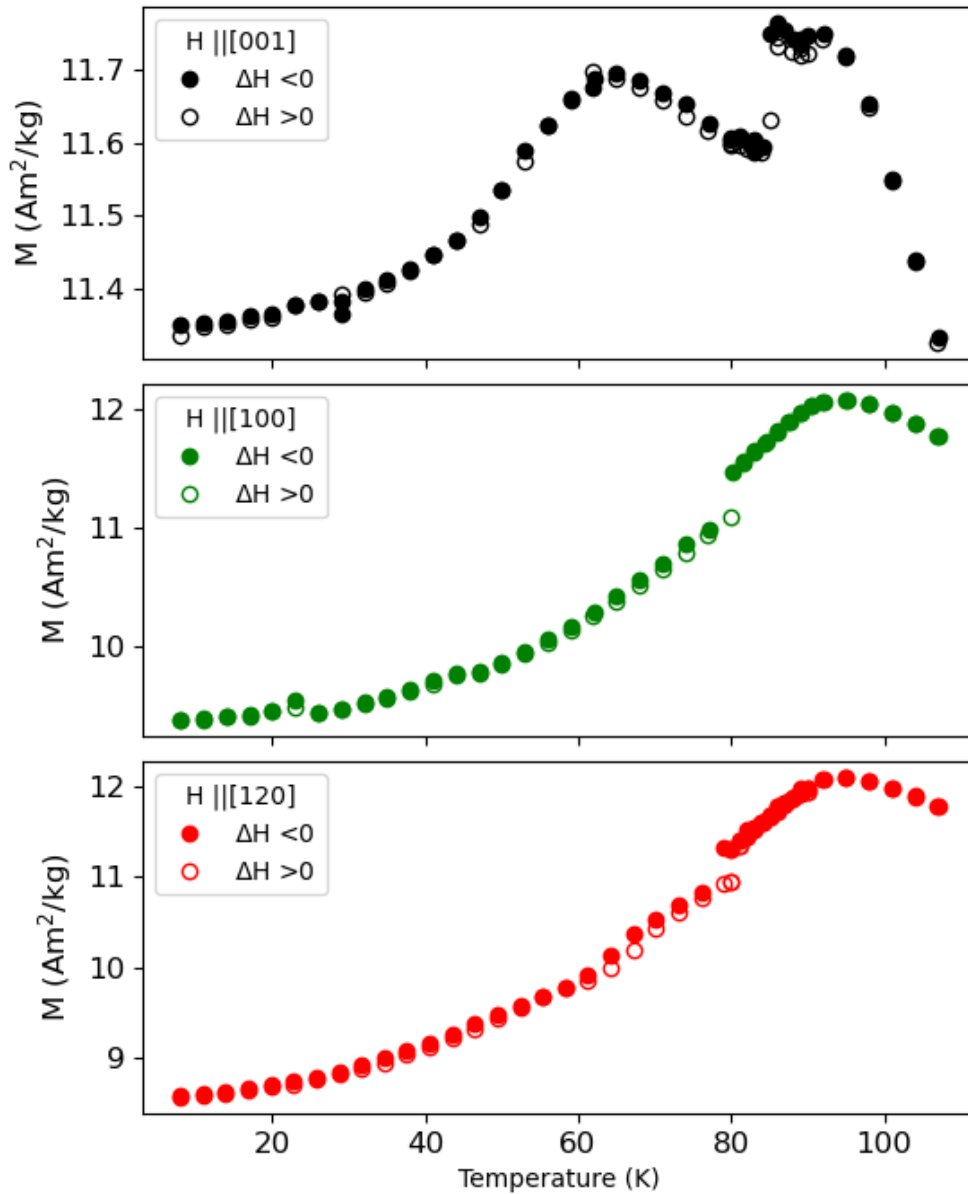 H ||[001]
ΔH <0
ΔH >0
M (Am²/kg)
11.7
11.6
11.5
11.4
H ||[100]
ΔH <0
ΔH >0
M (Am²/kg)
12
11
10
H ||[120]
ΔH <0
ΔH >0
M (Am²/kg)
12
11
10
9
20 40 60 80 100
Temperature (K)